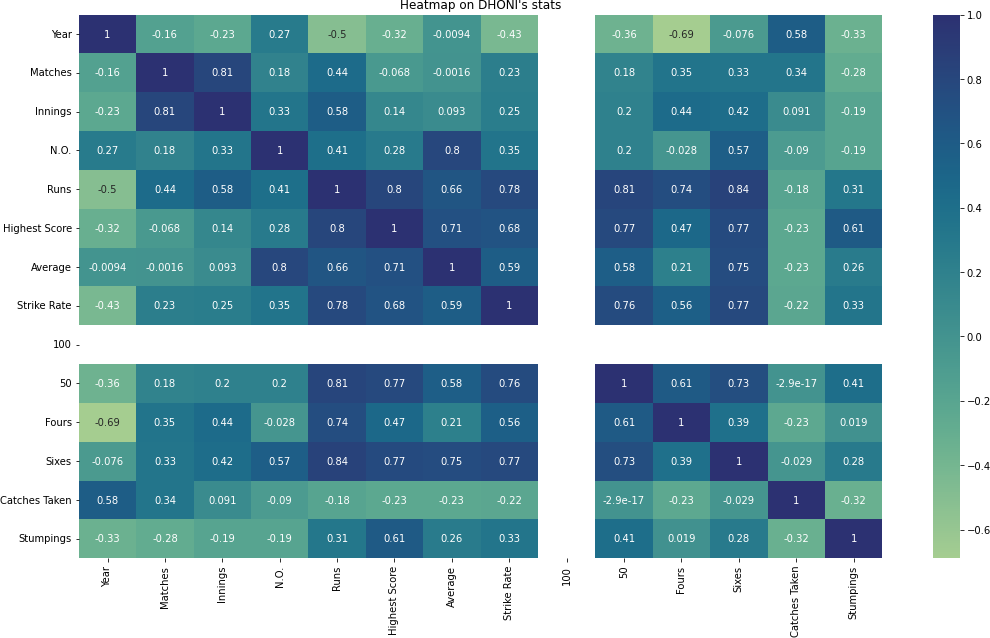 Heatmap on DHONI's stats
Year 1 -0.16 -0.23 0.27 -0.5 -0.32 -0.0094 -0.43 -0.36 -0.69 -0.076 0.58 -0.33
Matches -0.16 1 0.81 0.18 0.44 -0.068 -0.0016 0.23 0.18 0.35 0.33 0.34 -0.28
Innings -0.23 0.81 1 0.33 0.58 0.14 0.093 0.25 0.2 0.44 0.42 0.091 -0.19
N.O. 0.27 0.18 0.33 1 0.41 0.28 0.8 0.35 0.2 -0.028 0.57 -0.09 -0.19
Runs -0.5 0.44 0.58 0.41 1 0.8 0.66 0.78 0.81 0.74 0.84 -0.18 0.31
Highest Score -0.32 -0.068 0.14 0.28 0.8 1 0.71 0.68 0.77 0.47 0.77 -0.23 0.61
Average -0.0094 -0.0016 0.093 0.8 0.66 0.71 1 0.59 0.58 0.21 0.75 -0.23 0.26
Strike Rate -0.43 0.23 0.25 0.35 0.78 0.68 0.59 1 0.76 0.56 0.77 -0.22 0.33
100
50 -0.36 0.18 0.2 0.2 0.81 0.77 0.58 0.76 1 0.61 0.73 -2.9e-17 0.41
Fours -0.69 0.35 0.44 -0.028 0.74 0.47 0.21 0.56 0.61 1 0.39 -0.23 0.019
Sixes -0.076 0.33 0.42 0.57 0.84 0.77 0.75 0.77 0.73 0.39 1 -0.029 0.28
Catches Taken 0.58 0.34 0.091 -0.09 -0.18 -0.23 -0.23 -0.22 -2.9e-17 -0.23 -0.029 1 -0.32
Stumpings -0.33 -0.28 -0.19 -0.19 0.31 0.61 0.26 0.33 0.41 0.019 0.28 -0.32 1
Year Matches Innings N.O. Runs Highest Score Average Strike Rate 100 50 Fours Sixes Catches Taken Stumpings
1.0
0.8
0.6
0.4
0.2
0.0
-0.2
-0.4
-0.6